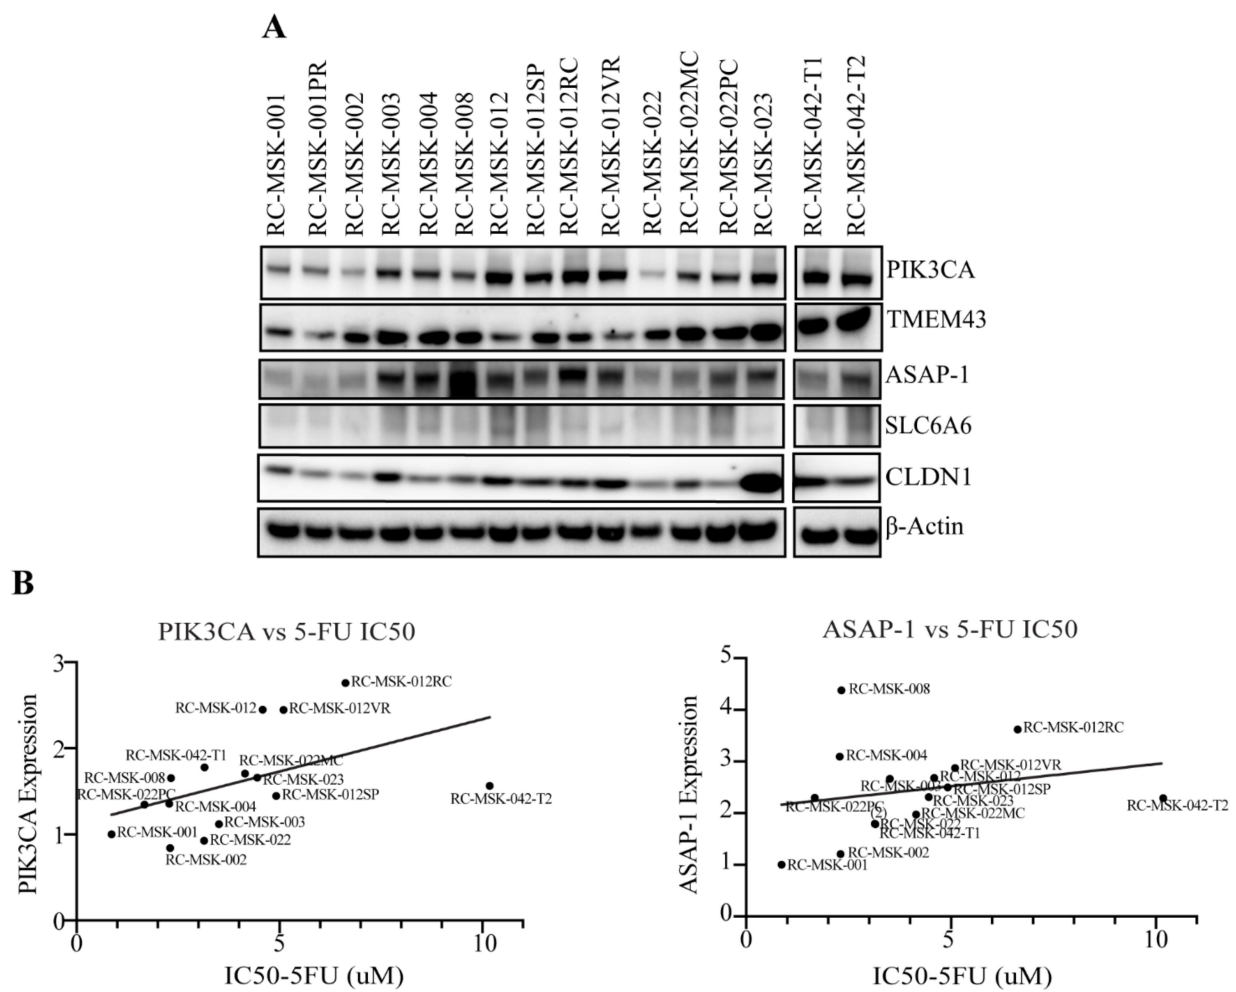 A
RC-MSK-001
RC-MSK-001PR
RC-MSK-002
RC-MSK-003
RC-MSK-004
RC-MSK-008
RC-MSK-012
RC-MSK-012SP
RC-MSK-012RC
RC-MSK-012VR
RC-MSK-022
RC-MSK-022MC
RC-MSK-022PC
RC-MSK-023
RC-MSK-042-T1
RC-MSK-042-T2
PIK3CA
TMEM43
ASAP-1
SLC6A6
CLDN1
β-Actin
B
PIK3CA vs 5-FU IC50
PIK3CA Expression
3
2
1
0
RC-MSK-012RC
RC-MSK-012
RC-MSK-012VR
RC-MSK-042-T1
RC-MSK-022MC
RC-MSK-008
RC-MSK-023
RC-MSK-022PC
RC-MSK-012SP
RC-MSK-042-T2
RC-MSK-004
RC-MSK-003
RC-MSK-001
RC-MSK-022
RC-MSK-002
0
5
10
IC50-5FU (uM)
ASAP-1 vs 5-FU IC50
ASAP-1 Expression
5
4
3
2
1
0
RC-MSK-008
RC-MSK-012RC
RC-MSK-004
RC-MSK-012VR
RC-MSK-012
RC-MSK-003
RC-MSK-012SP
RC-MSK-023
RC-MSK-022PC
(2)
RC-MSK-042-T2
RC-MSK-022MC
RC-MSK-022
RC-MSK-042-T1
RC-MSK-002
RC-MSK-001
0
5
10
IC50-5FU (uM)